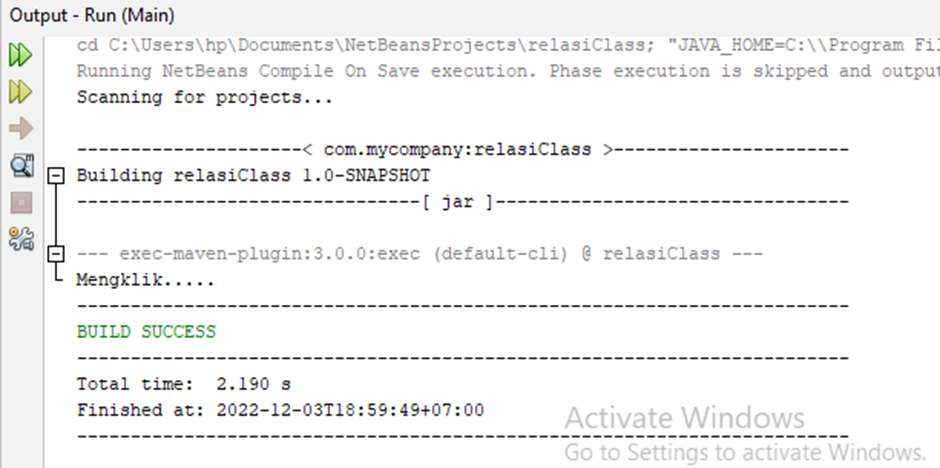 Output - Run (Main)
cd C:\Users\hp\Documents\NetBeansProjects\relasiClass; "JAVA_HOME=C:\\Program
Running NetBeans Compile On Save execution. Phase execution is skipped and
Scanning for projects...
---------------------< com.mycompany:relasiClass >----------------------
Building relasiClass 1.0-SNAPSHOT
--------------------------------[ jar ]---------------------------------
--- exec-maven-plugin:3.0.0:exec (default-cli) @ relasiClass ---
Mengklik.....
------------------------------------------------------------------------
BUILD SUCCESS
------------------------------------------------------------------------
Total time:  2.190 s
Finished at: 2022-12-03T18:59:49+07:00
------------------------------------------------------------------------
Activate Windows
Go to Settings to activate Windows.